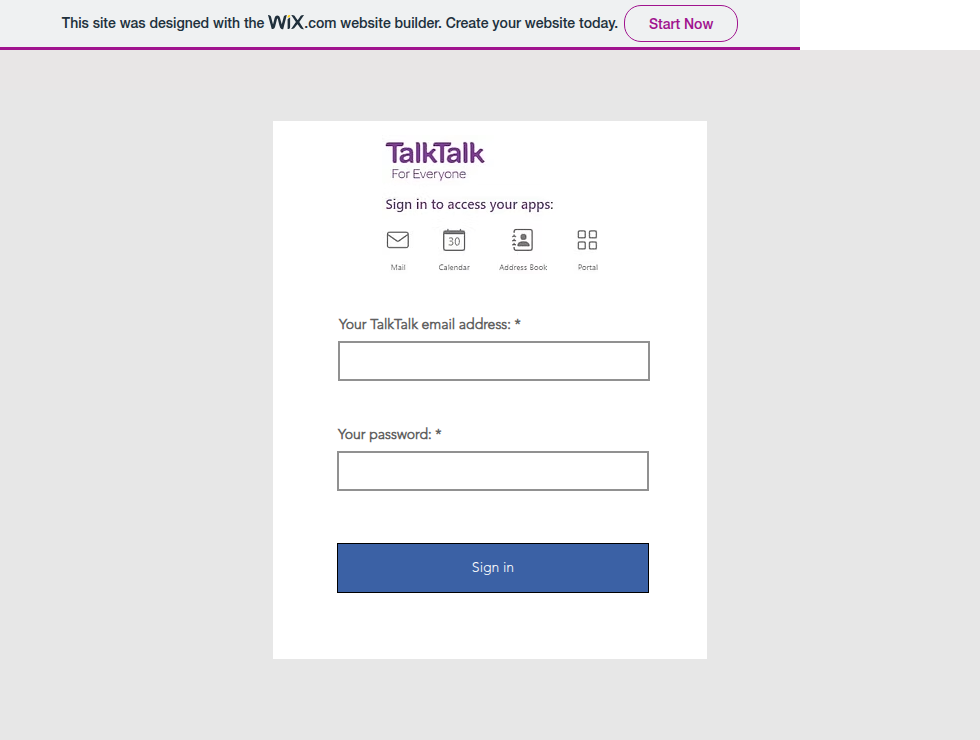 This site was designed with the WiX.com website builder. Create your website today. Start Now
TalkTalk
For Everyone
Sign in to access your apps:
30
Mail Calendar Address Book Portal
Your TalkTalk email address: *
Your password: *
Sign in